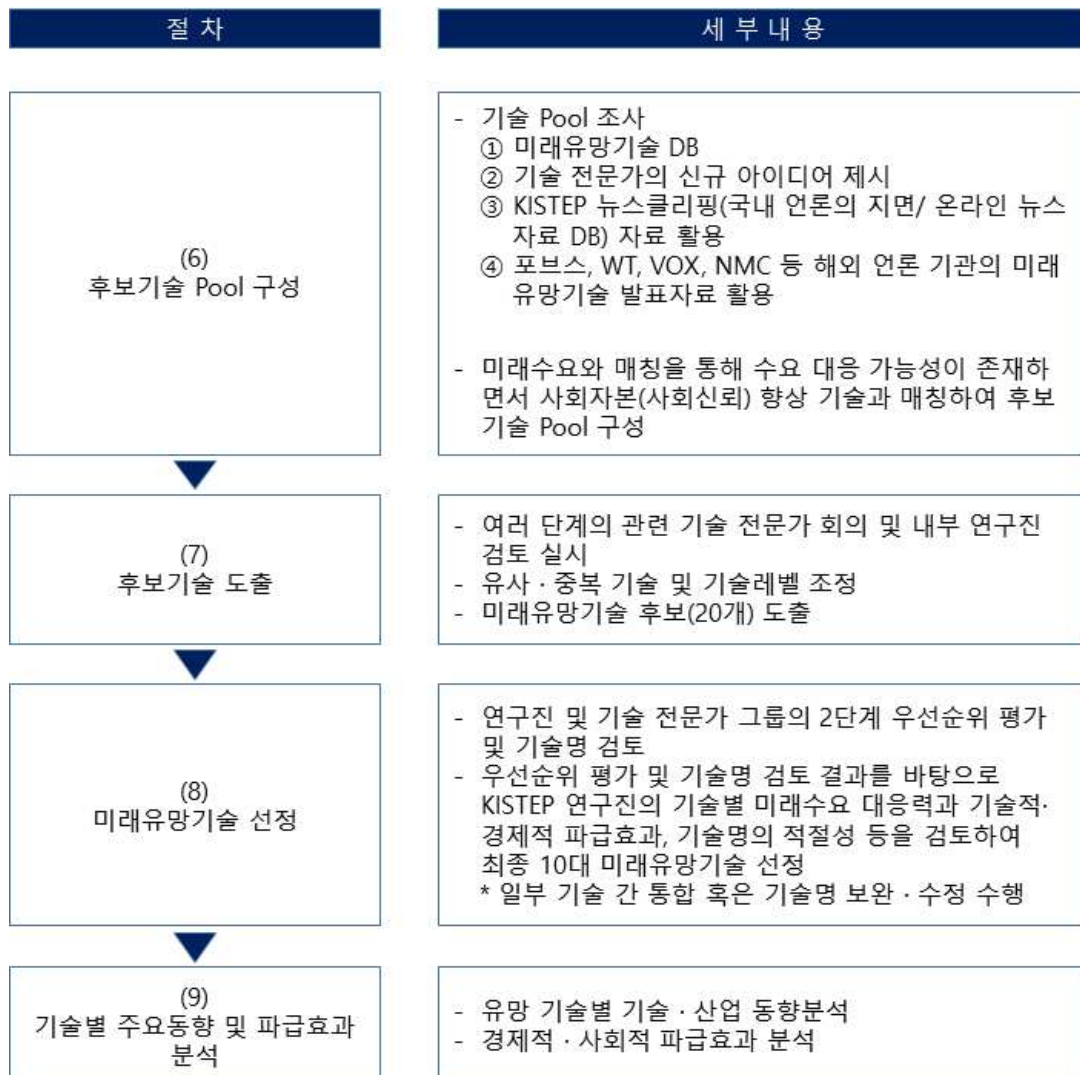 절 차
세 부 내 용
(6)
후보기술 Pool 구성
- 기술 Pool 조사
① 미래유망기술 DB
② 기술 전문가의 신규 아이디어 제시
③ KISTEP 뉴스클리핑(국내 언론의 지면/ 온라인 뉴스
자료 DB) 자료 활용
④ 포브스, WT, VOX, NMC 등 해외 언론 기관의 미래
유망기술 발표자료 활용
- 미래수요와 매칭을 통해 수요 대응 가능성이 존재하
면서 사회자본(사회신뢰) 향상 기술과 매칭하여 후보
기술 Pool 구성
(7)
후보기술 도출
- 여러 단계의 관련 기술 전문가 회의 및 내부 연구진
검토 실시
- 유사 · 중복 기술 및 기술레벨 조정
- 미래유망기술 후보(20개) 도출
(8)
미래유망기술 선정
- 연구진 및 기술 전문가 그룹의 2단계 우선순위 평가
및 기술명 검토
- 우선순위 평가 및 기술명 검토 결과를 바탕으로
KISTEP 연구진의 기술별 미래수요 대응력과 기술적·
경제적 파급효과, 기술명의 적절성 등을 검토하여
최종 10대 미래유망기술 선정
* 일부 기술 간 통합 혹은 기술명 보완 · 수정 수행
(9)
기술별 주요동향 및 파급효과
분석
- 유망 기술별 기술 · 산업 동향분석
- 경제적 · 사회적 파급효과 분석